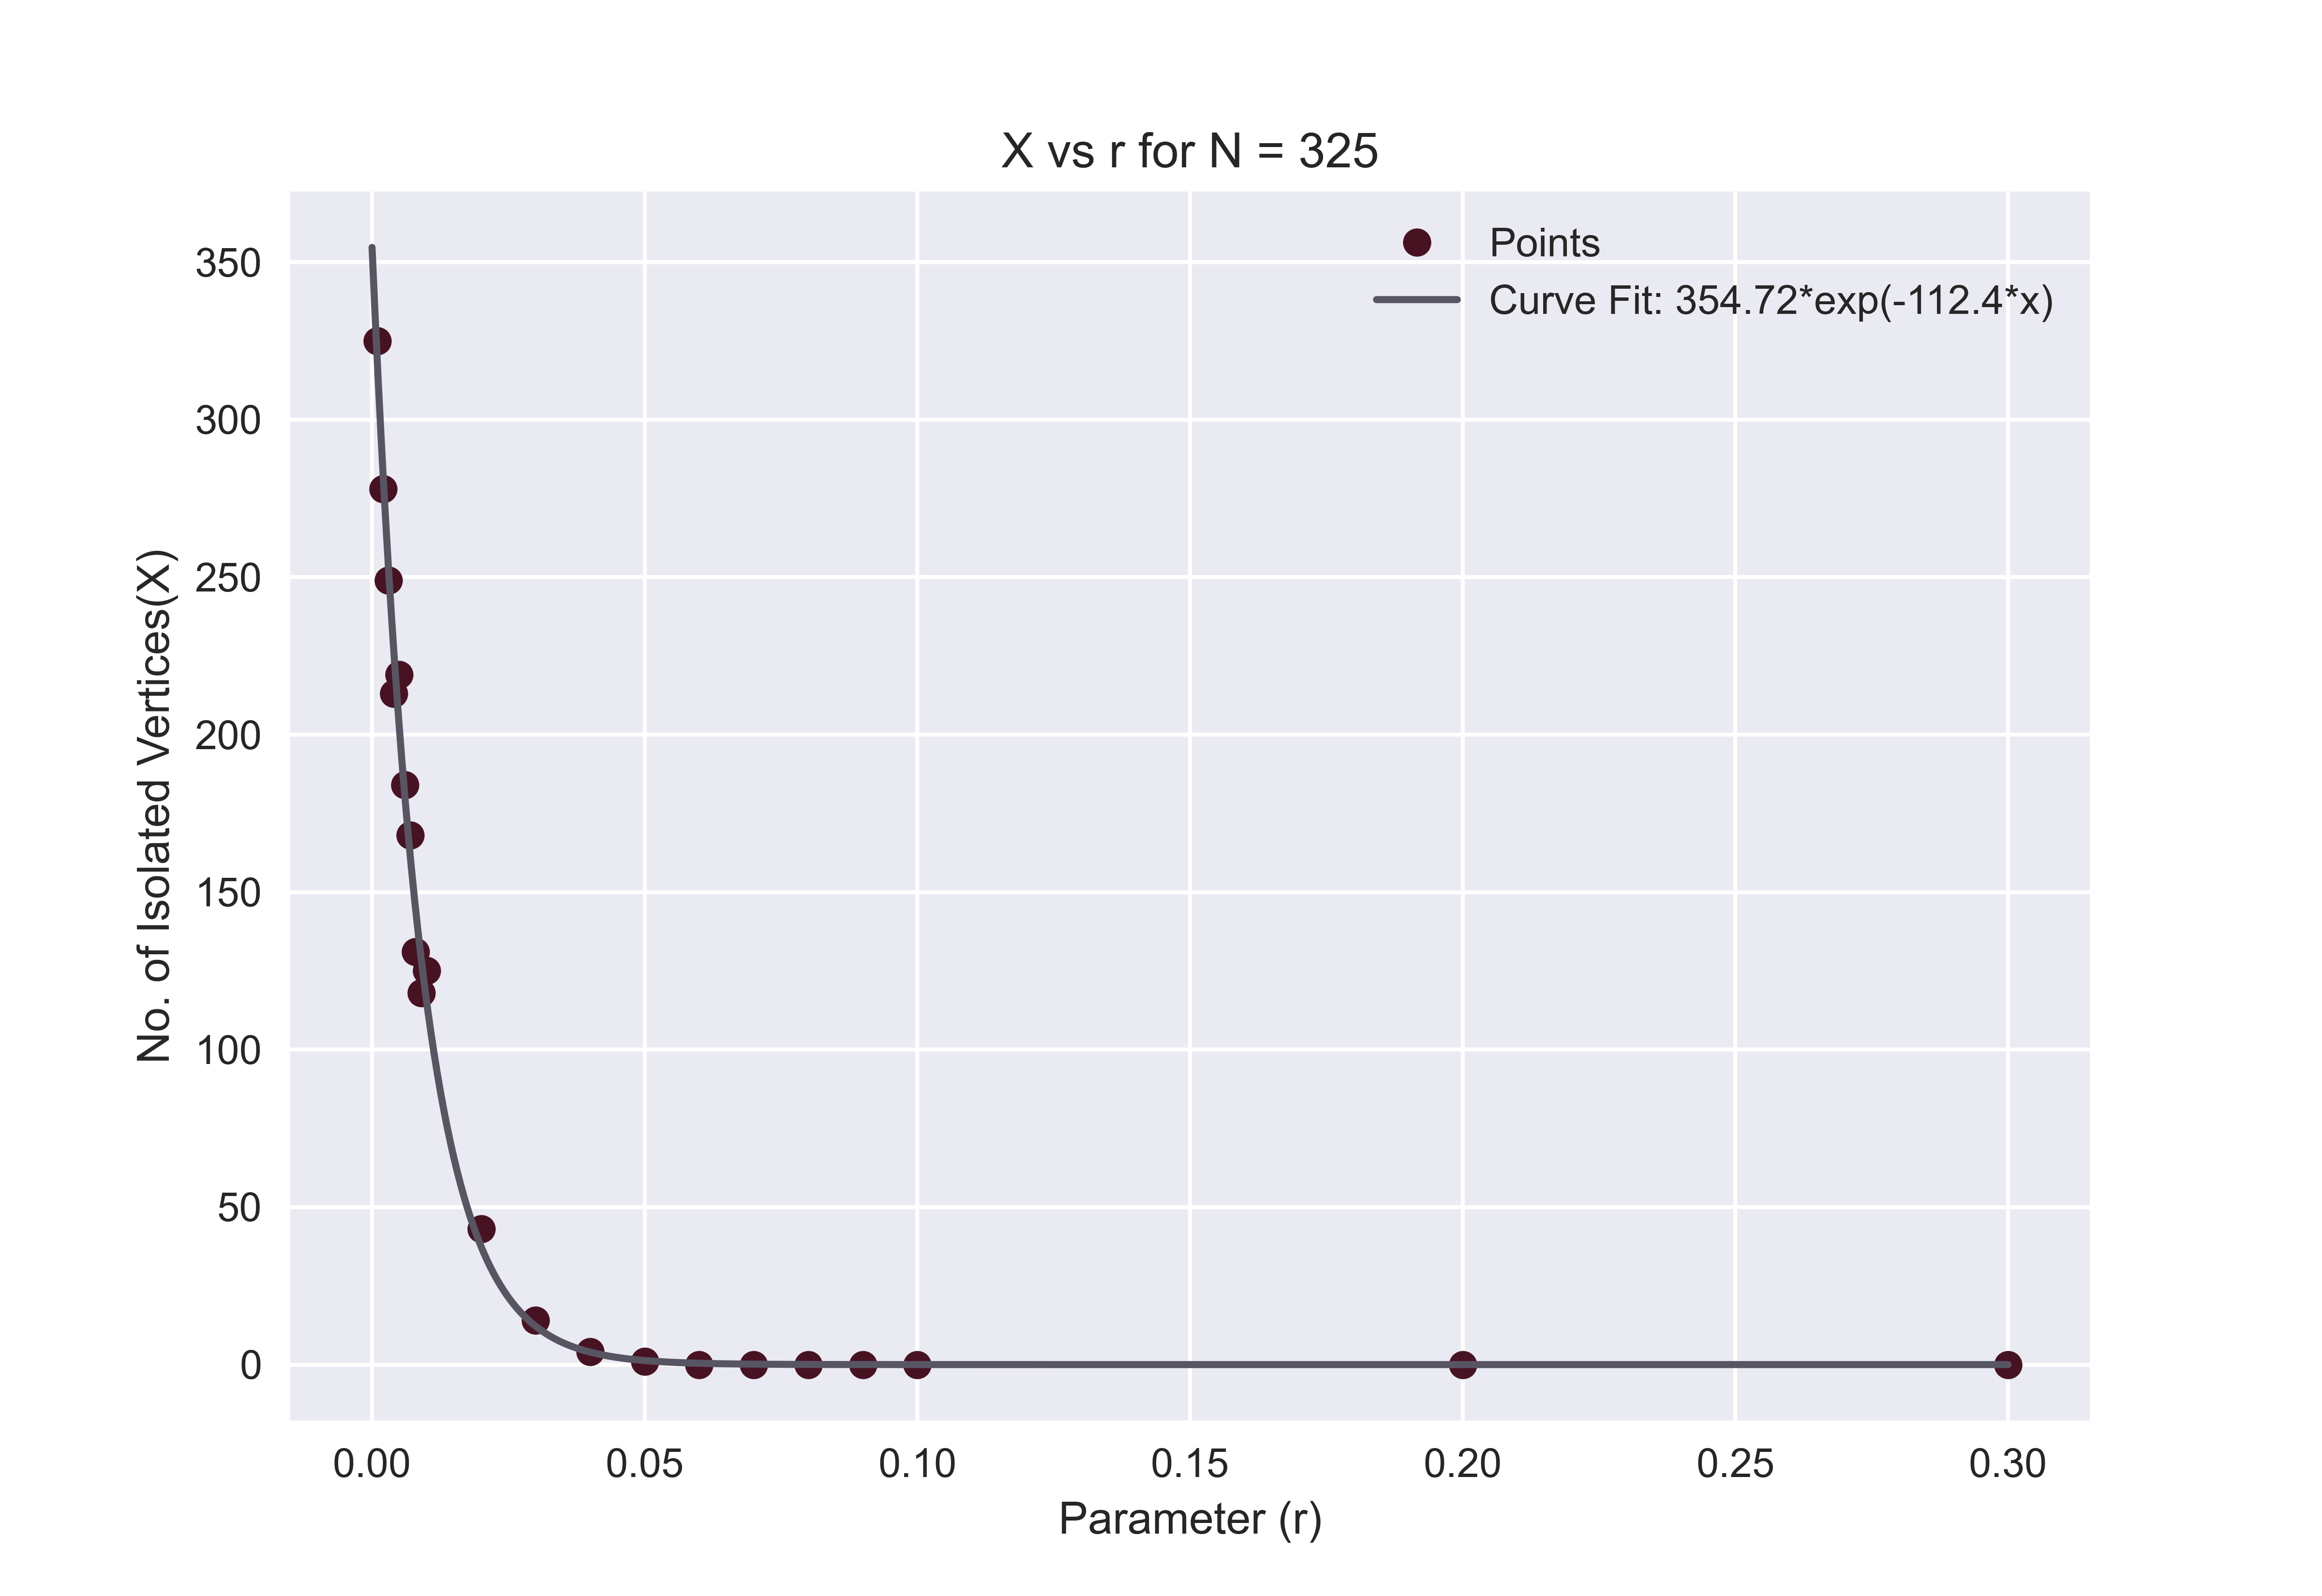 X vs r for N = 325
Points
Curve Fit: 354.72*exp(-112.4*x)
No. of Isolated Vertices(X)
350
300
250
200
150
100
50
0
0.00 0.05 0.10 0.15 0.20 0.25 0.30
Parameter (r)